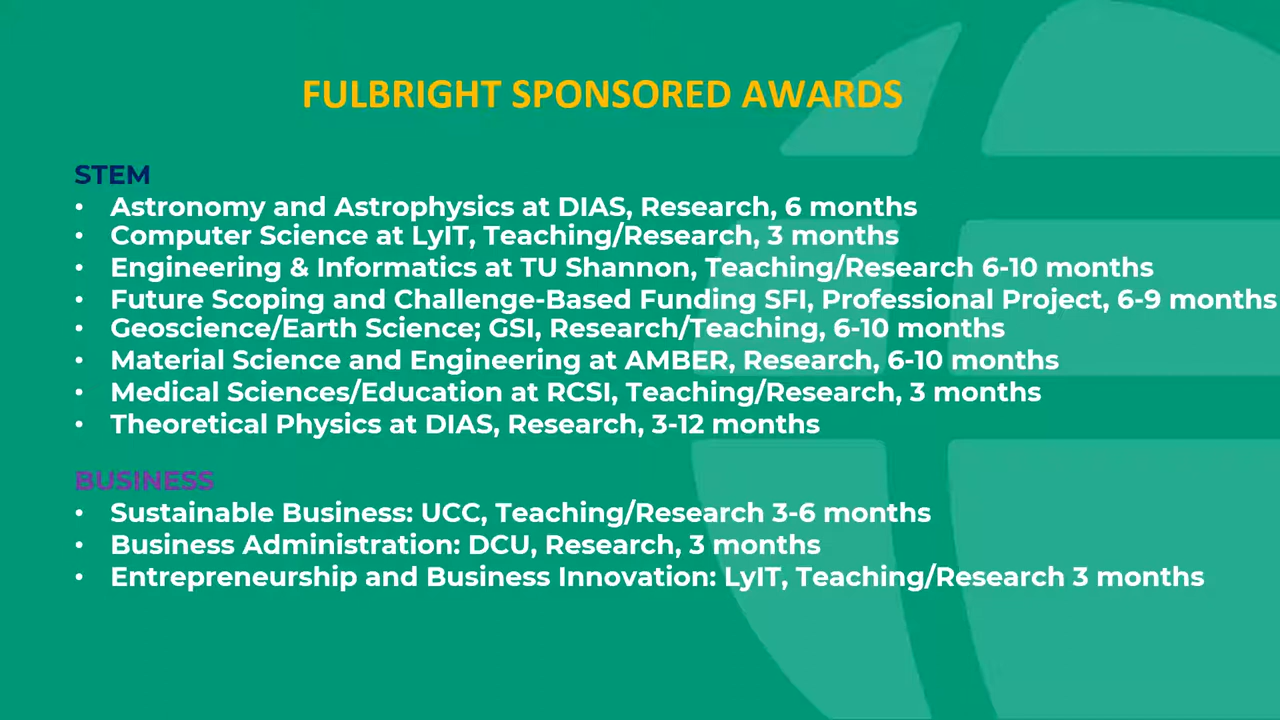 FULBRIGHT SPONSORED AWARDS
STEM
• Astronomy and Astrophysics at DIAS, Research, 6 months
• Computer Science at LyIT, Teaching/Research, 3 months
• Engineering & Informatics at TU Shannon, Teaching/Research 6-10 months
• Future Scoping and Challenge-Based Funding SFI, Professional Project, 6-9 months
• Geoscience/Earth Science; GSI, Research/Teaching, 6-10 months
• Material Science and Engineering at AMBER, Research, 6-10 months
• Medical Sciences/Education at RCSI, Teaching/Research, 3 months
• Theoretical Physics at DIAS, Research, 3-12 months
BUSINESS
• Sustainable Business: UCC, Teaching/Research 3-6 months
• Business Administration: DCU, Research, 3 months
• Entrepreneurship and Business Innovation: LyIT, Teaching/Research 3 months